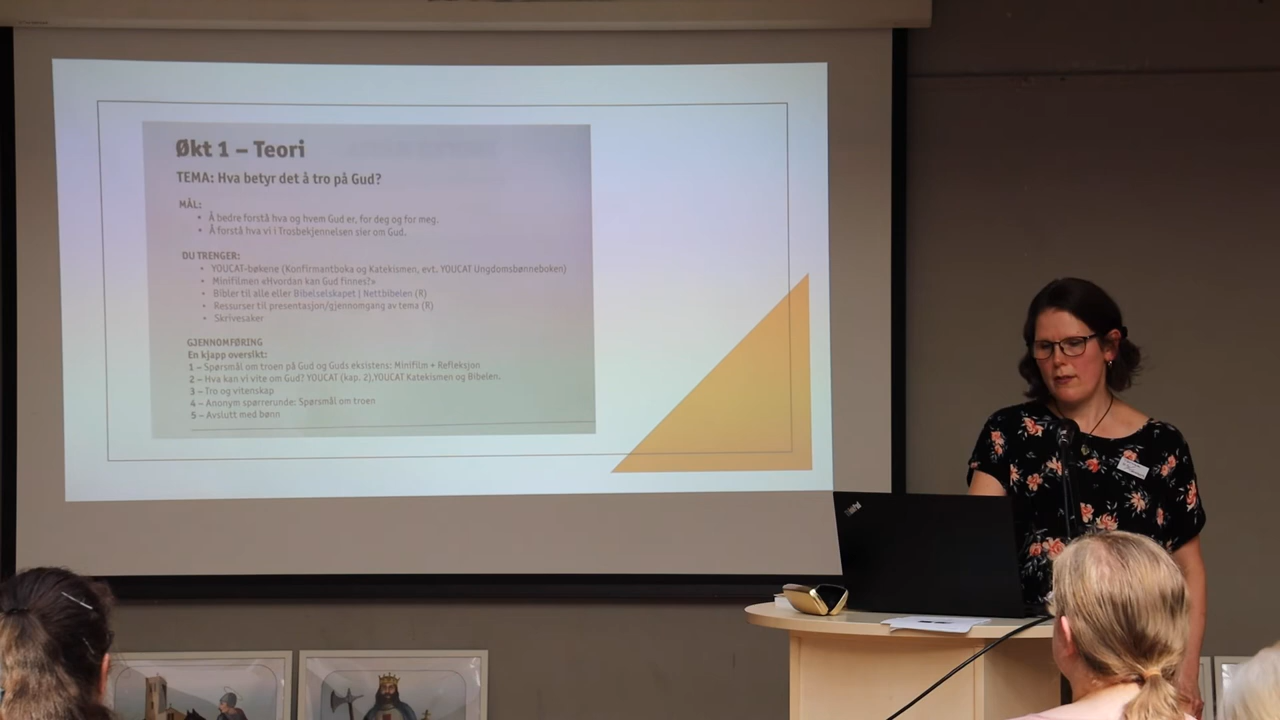 Økt 1 – Teori
TEMA: Hva betyr det å tro på Gud?
MÅL:
• Å bedre forstå hva og hvem Gud er, for deg og for meg.
• Å forstå hva vi i Trosbekjennelsen sier om Gud.
DU TRENGER:
• YOUCAT-bøkene (Konfirmantboka og Katekismen, evt. YOUCAT Ungdomsbønneboken)
• Minifilmen «Hvordan kan Gud finnes?»
• Bibler til alle eller Bibelselskapet | Nettbibelen (R)
• Ressurser til presentasjon/gjennomgang av tema (R)
• Skrivesaker
GJENNOMFØRING
En kjapp oversikt:
1 – Spørsmål om troen på Gud og Guds eksistens: Minifilm + Refleksjon
2 – Hva kan vi vite om Gud? YOUCAT (kap. 2),YOUCAT Katekismen og Bibelen.
3 – Tro og vitenskap
4 – Anonym spørrerunde: Spørsmål om troen
5 – Avslutt med bønn
ThinkPad